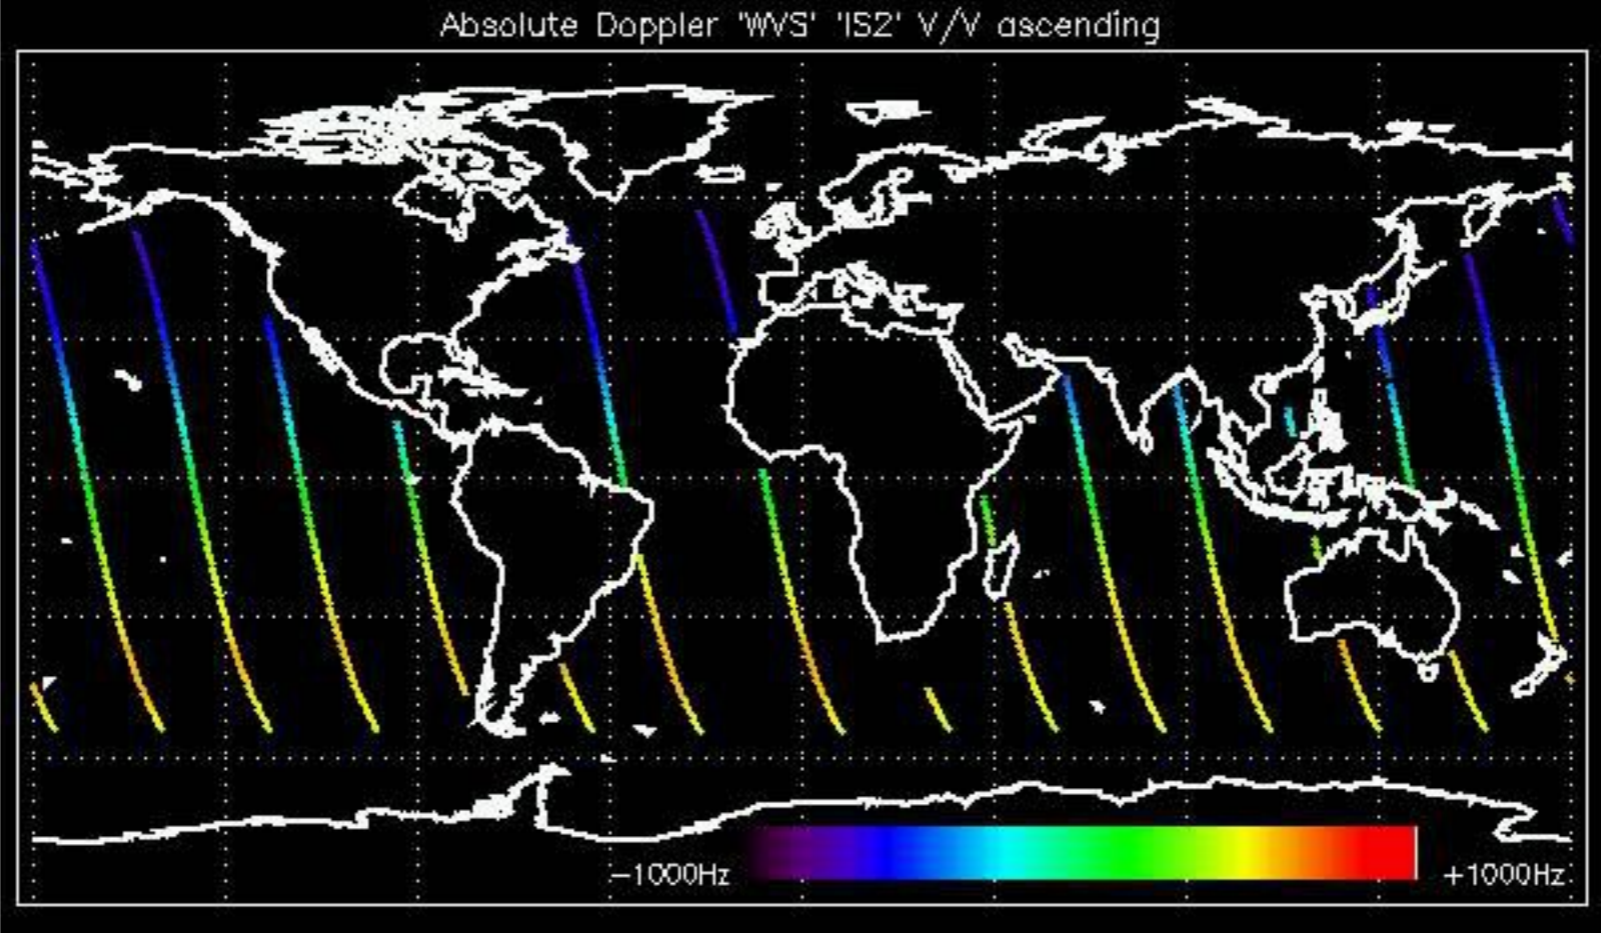 Absolute Doppler 'WVS' 'IS2' V/V ascending
-1000Hz +1000Hz